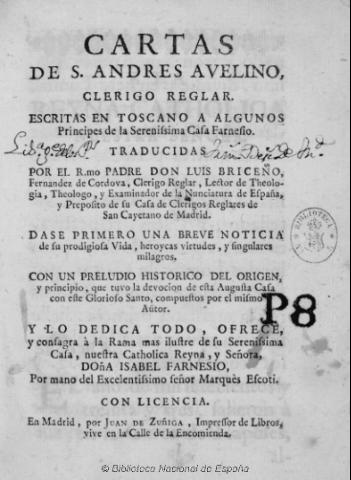 CARTAS
DE S. ANDRES AVELINO,
CLERIGO REGLAR.
ESCRITAS EN TOSCANO A ALGUNOS
Principes de la Serenissima Casa Farnesio.
TRADUCIDAS
POR EL R.mo PADRE DON LUIS BRICEÑO,
Fernandez de Cordova, Clerigo Reglar, Lector de Theolo-
gia, Theologo, y Examinador de la Nunciatura de España,
y Preposito de su Casa de Clerigos Reglares de
San Cayetano de Madrid.
DASE PRIMERO UNA BREVE NOTICIA
de su prodigiosa Vida, heroycas virtudes, y singulares
milagros,
CON UN PRELUDIO HISTORICO DEL ORIGEN,
y principio, que tuvo la devocion de esta Augusta Casa
con este Glorioso Santo, compuestos por el mismo
Autor.
P8
Y LO DEDICA TODO, OFRECE,
y consagra à la Rama mas ilustre de su Serenissima
Casa, nuestra Catholica Reyna, y Señora,
DOÑA ISABEL FARNESIO,
Por mano del Excelentissimo señor Marquès Escoti.
CON LICENCIA.
En Madrid, por JUAN DE ZUÑIGA, Impressor de Libros,
vive en la Calle de la Encomienda.
© Biblioteca Nacional de España